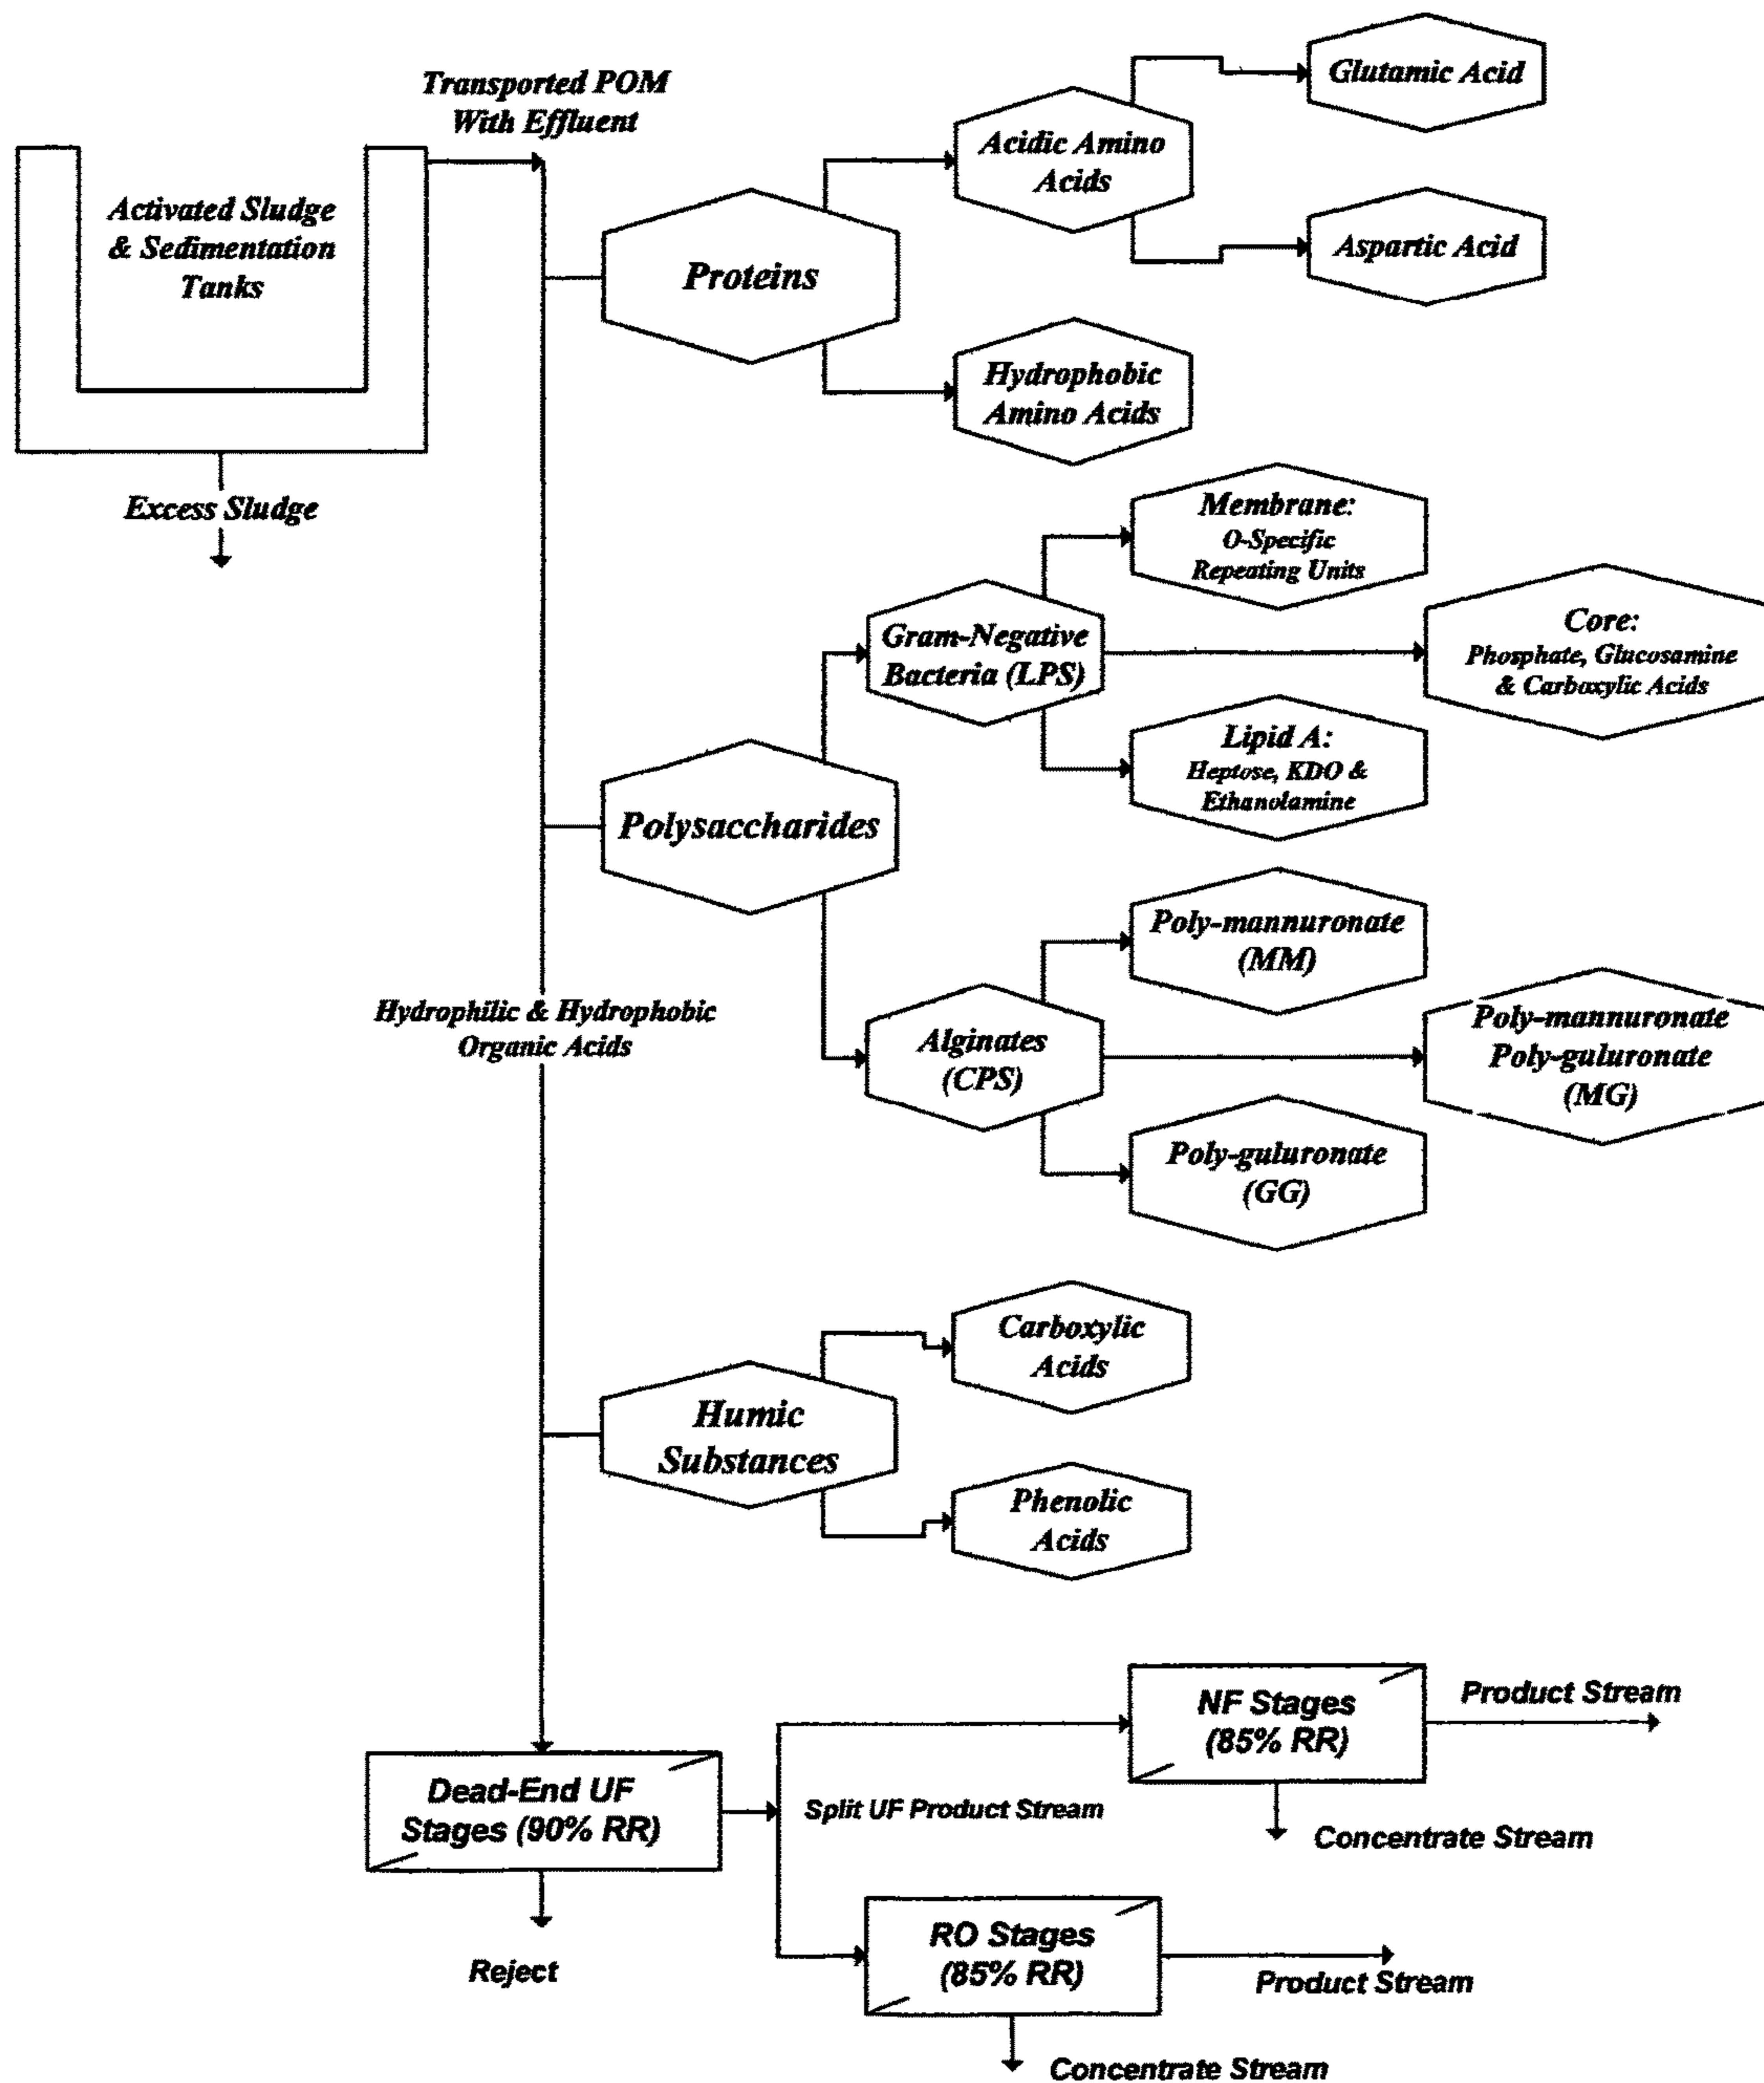 Transported POM
With Effluent
Activated Sludge
& Sedimentation
Tanks
Excess Sludge
Proteins
Acidic Amino
Acids
Glutamic Acid
Aspartic Acid
Hydrophobic
Amino Acids
Polysaccharides
Gram-Negative
Bacteria (LPS)
Membrane:
O-Specific
Repeating Units
Core:
Phosphate, Glucosamine
& Carboxylic Acids
Lipid A:
Heptose, KDO &
Ethanolamine
Alginates
(CPS)
Poly-mannuronate
(MM)
Poly-mannuronate
Poly-guluronate
(MG)
Poly-guluronate
(GG)
Hydrophilic & Hydrophobic
Organic Acids
Humic
Substances
Carboxylic
Acids
Phenolic
Acids
Dead-End UF
Stages (90% RR)
Reject
Split UF Product Stream
NF Stages
(85% RR)
Product Stream
Concentrate Stream
RO Stages
(85% RR)
Product Stream
Concentrate Stream